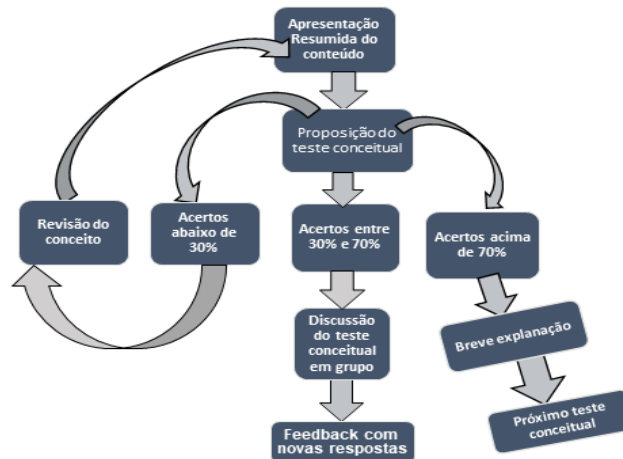 Apresentação
Resumida do
conteúdo
Proposição do
teste conceitual
Revisão do
conceito
Acertos
abaixo de
30%
Acertos entre
30% e 70%
Acertos acima
de 70%
Discussão
do teste
conceitual
em grupo
Breve explanação
Feedback com
novas respostas
Próximo teste
conceitual